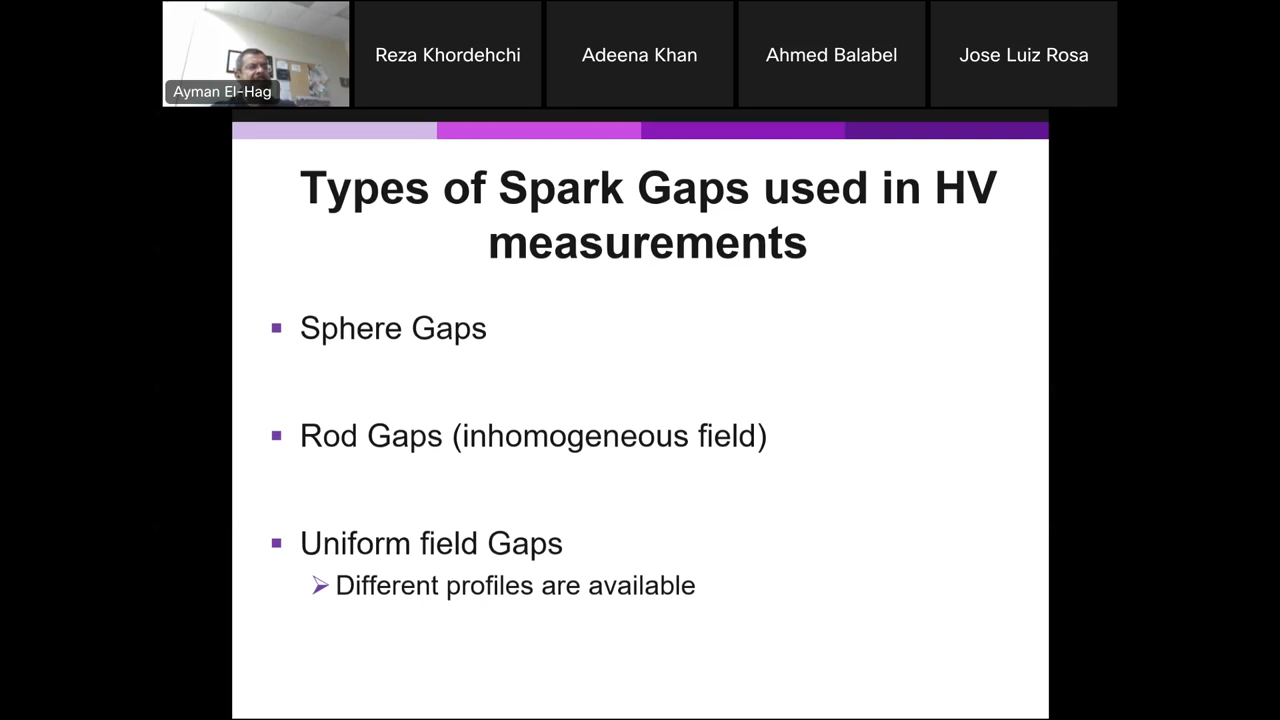 Ayman El-Hag
Reza Khordehchi
Adeena Khan
Ahmed Balabel
Jose Luiz Rosa
Types of Spark Gaps used in HV
measurements
Sphere Gaps
Rod Gaps (inhomogeneous field)
Uniform field Gaps
Different profiles are available